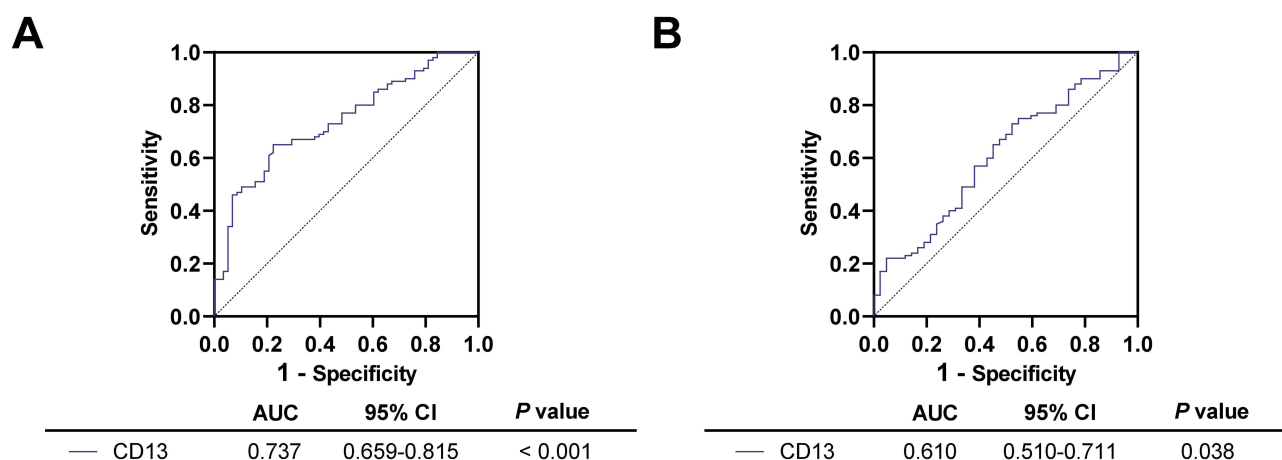 A
1.0
0.8
0.6
0.4
0.2
0.0
Sensitivity
0.0 0.2 0.4 0.6 0.8 1.0
1 - Specificity
AUC 95% CI P value
CD13 0.737 0.659-0.815 < 0.001
B
1.0
0.8
0.6
0.4
0.2
0.0
Sensitivity
0.0 0.2 0.4 0.6 0.8 1.0
1 - Specificity
AUC 95% CI P value
CD13 0.610 0.510-0.711 0.038